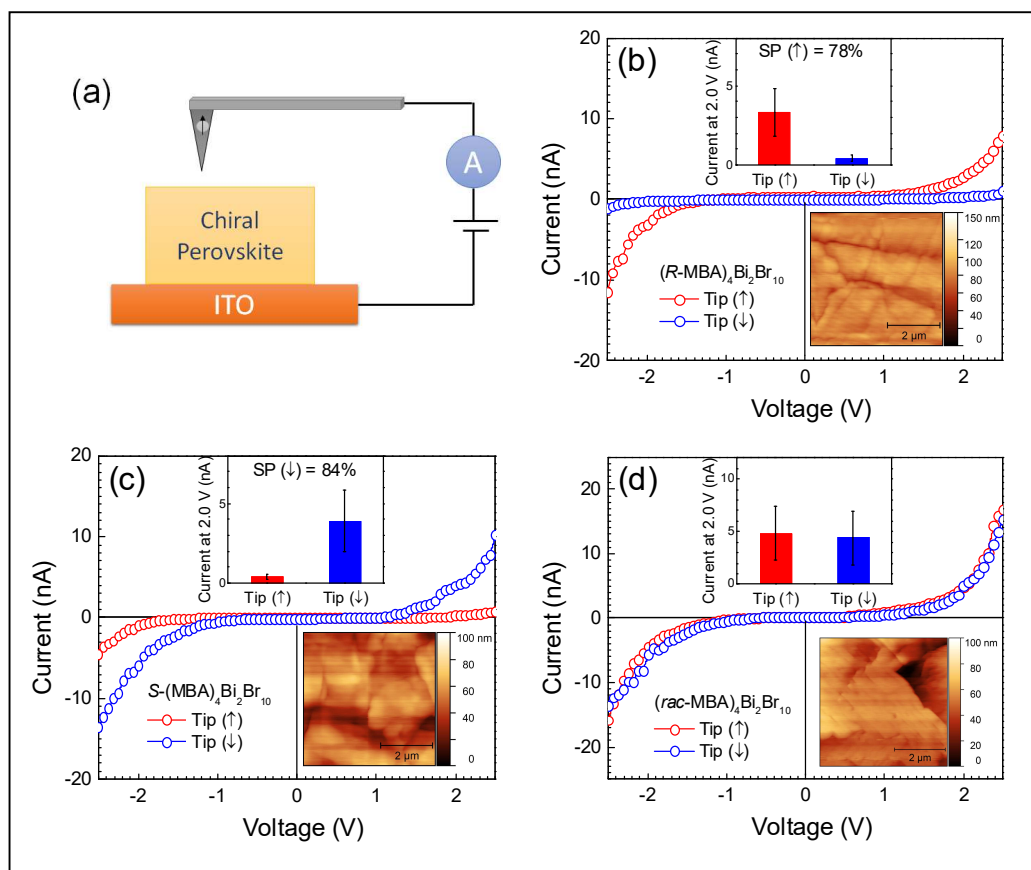 (a)
A
Chiral
Perovskite
ITO
(b)
SP (↑) = 78%
Current at 2.0 V (nA)
5
0
Tip (↑) Tip (↓)
Current (nA)
20
10
0
-10
-20
(R-MBA)₄Bi₂Br₁₀
Tip (↑)
Tip (↓)
150 nm
120
100
80
60
40
20
0
2 µm
-2 -1 0 1 2
Voltage (V)
(c)
SP (↓) = 84%
Current at 2.0 V (nA)
5
0
Tip (↑) Tip (↓)
Current (nA)
20
10
0
-10
-20
S-(MBA)₄Bi₂Br₁₀
Tip (↑)
Tip (↓)
100 nm
80
60
40
20
0
2 µm
-2 -1 0 1 2
Voltage (V)
(d)
Current at 2.0 V (nA)
10
5
0
Tip (↑) Tip (↓)
Current (nA)
20
10
0
-10
-20
(rac-MBA)₄Bi₂Br₁₀
Tip (↑)
Tip (↓)
100 nm
80
60
40
20
0
2 µm
-2 -1 0 1 2
Voltage (V)